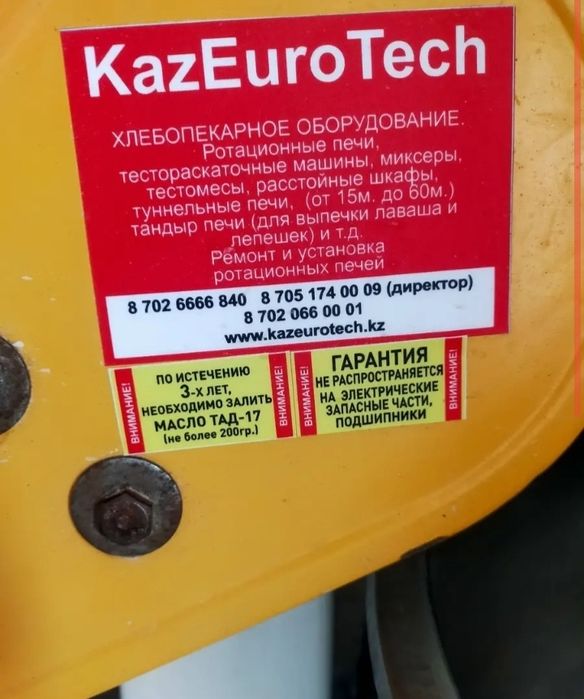 KazEuroTech
ХЛЕБОПЕКАРНОЕ ОБОРУДОВАНИЕ.
Ротационные печи,
тестораскаточные машины, миксеры,
тестомесы, расстойные шкафы,
туннельные печи, (от 15м. до 60м.)
тандыр печи (для выпечки лаваша и
лепешек) и т.д.
Ремонт и установка
ротационных печей
8 702 6666 840 8 705 174 00 09 (директор)
8 702 066 00 01
www.kazeurotech.kz
ВНИМАНИЕ!
ПО ИСТЕЧЕНИЮ
3-х ЛЕТ,
НЕОБХОДИМО ЗАЛИТЬ
МАСЛО ТАД-17
(не более 200гр.)
ВНИМАНИЕ!
ВНИМАНИЕ!
ГАРАНТИЯ
НЕ РАСПРОСТРАНЯЕТСЯ
НА ЭЛЕКТРИЧЕСКИЕ
ЗАПАСНЫЕ ЧАСТИ,
ПОДШИПНИКИ
ВНИМАНИЕ!